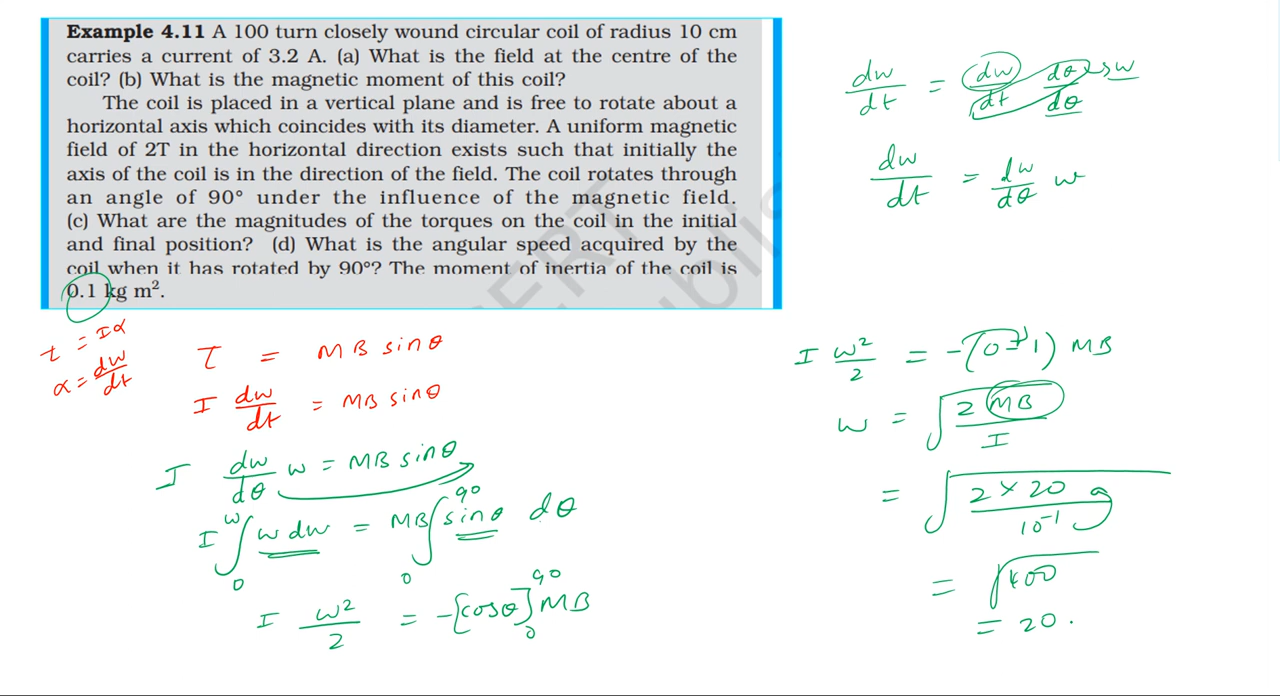 Example 4.11 A 100 turn closely wound circular coil of radius 10 cm
carries a current of 3.2 A. (a) What is the field at the centre of the
coil? (b) What is the magnetic moment of this coil?
The coil is placed in a vertical plane and is free to rotate about a
horizontal axis which coincides with its diameter. A uniform magnetic
field of 2T in the horizontal direction exists such that initially the
axis of the coil is in the direction of the field. The coil rotates through
an angle of 90° under the influence of the magnetic field.
(c) What are the magnitudes of the torques on the coil in the initial
and final position? (d) What is the angular speed acquired by the
coil when it has rotated by 90°? The moment of inertia of the coil is
0.1 kg m².
τ = Iα
α = dw/dt
τ = MB sinθ
I dw/dt = MB sinθ
I dw/dθ w = MB sinθ
I ∫₀^w w dw = MB ∫₀^90 sinθ dθ
I w²/2 = -[cosθ]₀^90 MB
dw/dt = dw/dt dθ/dθ w
dw/dt = dw/dθ w
I w²/2 = -(0-1) MB
w = √(2 MB/I)
= √(2×20/10⁻¹)
= √400
= 20.